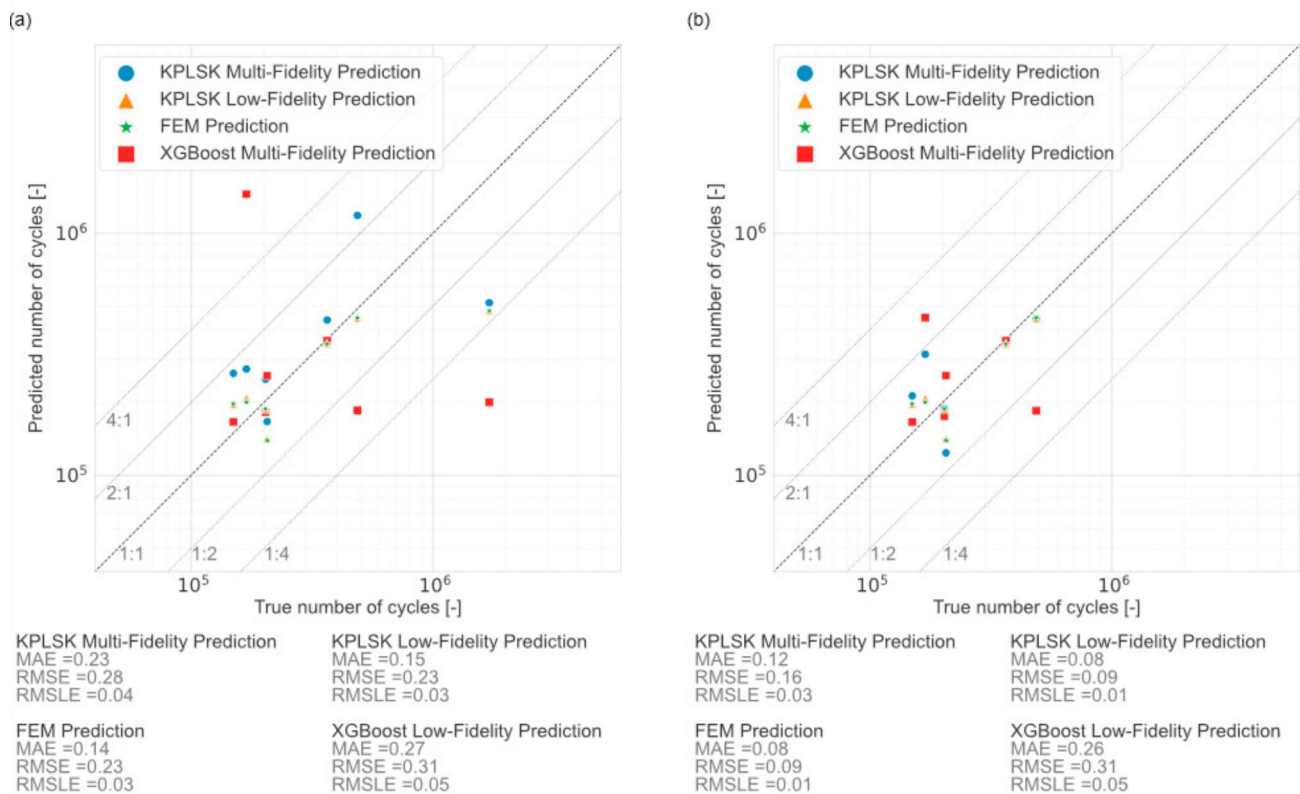 (a)
KPLSK Multi-Fidelity Prediction
KPLSK Low-Fidelity Prediction
FEM Prediction
XGBoost Multi-Fidelity Prediction
Predicted number of cycles [-]
10⁶
10⁵
4:1
2:1
1:1
1:2
1:4
10⁵
10⁶
True number of cycles [-]
KPLSK Multi-Fidelity Prediction
MAE =0.23
RMSE =0.28
RMSLE =0.04
KPLSK Low-Fidelity Prediction
MAE =0.15
RMSE =0.23
RMSLE =0.03
FEM Prediction
MAE =0.14
RMSE =0.23
RMSLE =0.03
XGBoost Low-Fidelity Prediction
MAE =0.27
RMSE =0.31
RMSLE =0.05
(b)
KPLSK Multi-Fidelity Prediction
KPLSK Low-Fidelity Prediction
FEM Prediction
XGBoost Multi-Fidelity Prediction
Predicted number of cycles [-]
10⁶
10⁵
4:1
2:1
1:1
1:2
1:4
10⁵
10⁶
True number of cycles [-]
KPLSK Multi-Fidelity Prediction
MAE =0.12
RMSE =0.16
RMSLE =0.03
KPLSK Low-Fidelity Prediction
MAE =0.08
RMSE =0.09
RMSLE =0.01
FEM Prediction
MAE =0.08
RMSE =0.09
RMSLE =0.01
XGBoost Low-Fidelity Prediction
MAE =0.26
RMSE =0.31
RMSLE =0.05